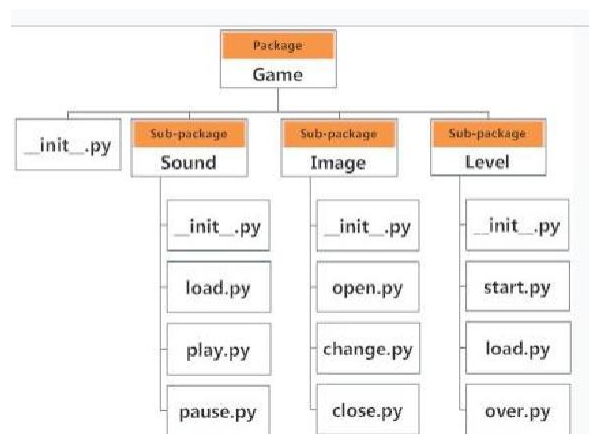 Package
Game
__init__.py
Sub-package
Sound
Sub-package
Image
Sub-package
Level
__init__.py
__init__.py
__init__.py
load.py
open.py
start.py
play.py
change.py
load.py
pause.py
close.py
over.py